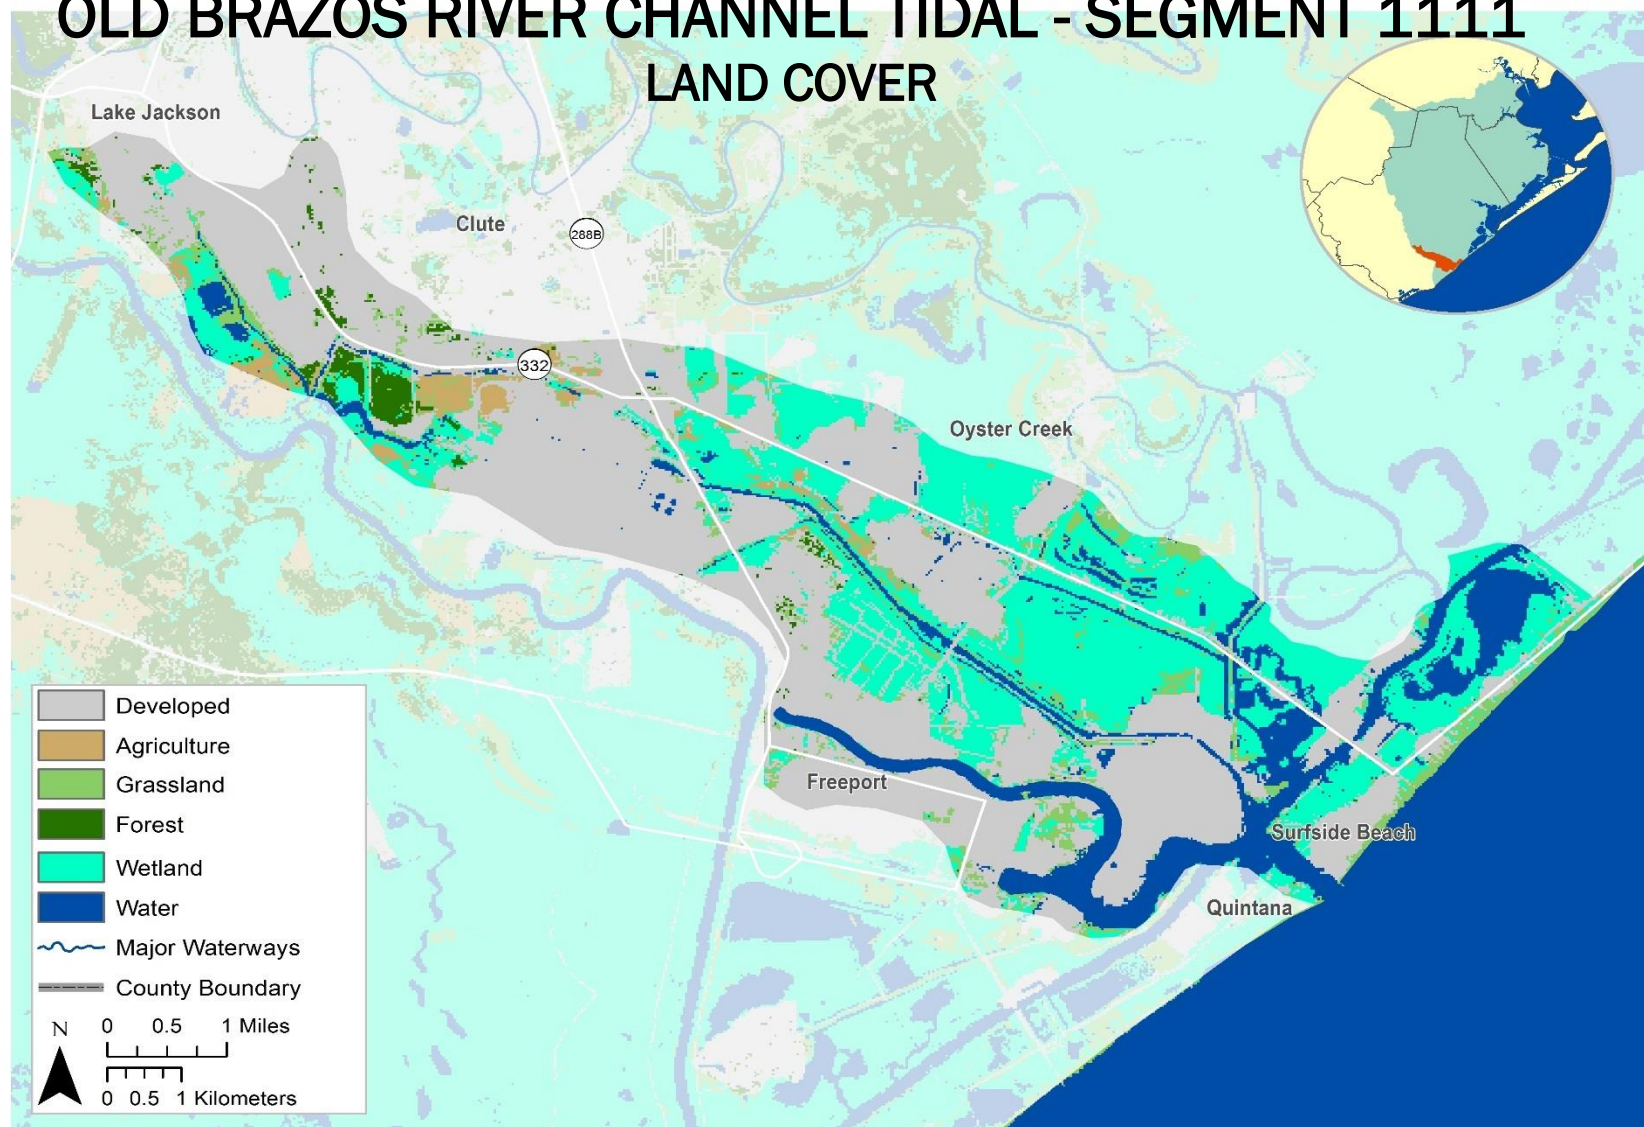 OLD BRAZOS RIVER CHANNEL TIDAL - SEGMENT 1111
LAND COVER
Lake Jackson
Clute
288B
332
Oyster Creek
Freeport
Surfside Beach
Quintana
Developed
Agriculture
Grassland
Forest
Wetland
Water
Major Waterways
County Boundary
N
0 0.5 1 Miles
0 0.5 1 Kilometers